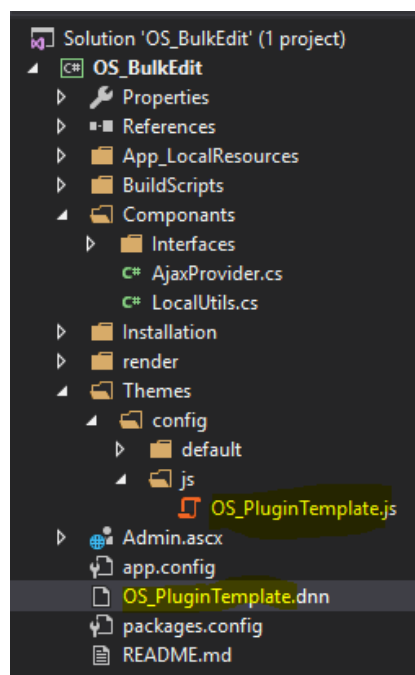 Solution 'OS_BulkEdit' (1 project)
C# OS_BulkEdit
Properties
References
App_LocalResources
BuildScripts
Componants
Interfaces
C# AjaxProvider.cs
C# LocalUtils.cs
Installation
render
Themes
config
default
js
OS_PluginTemplate.js
Admin.ascx
app.config
OS_PluginTemplate.dnn
packages.config
README.md